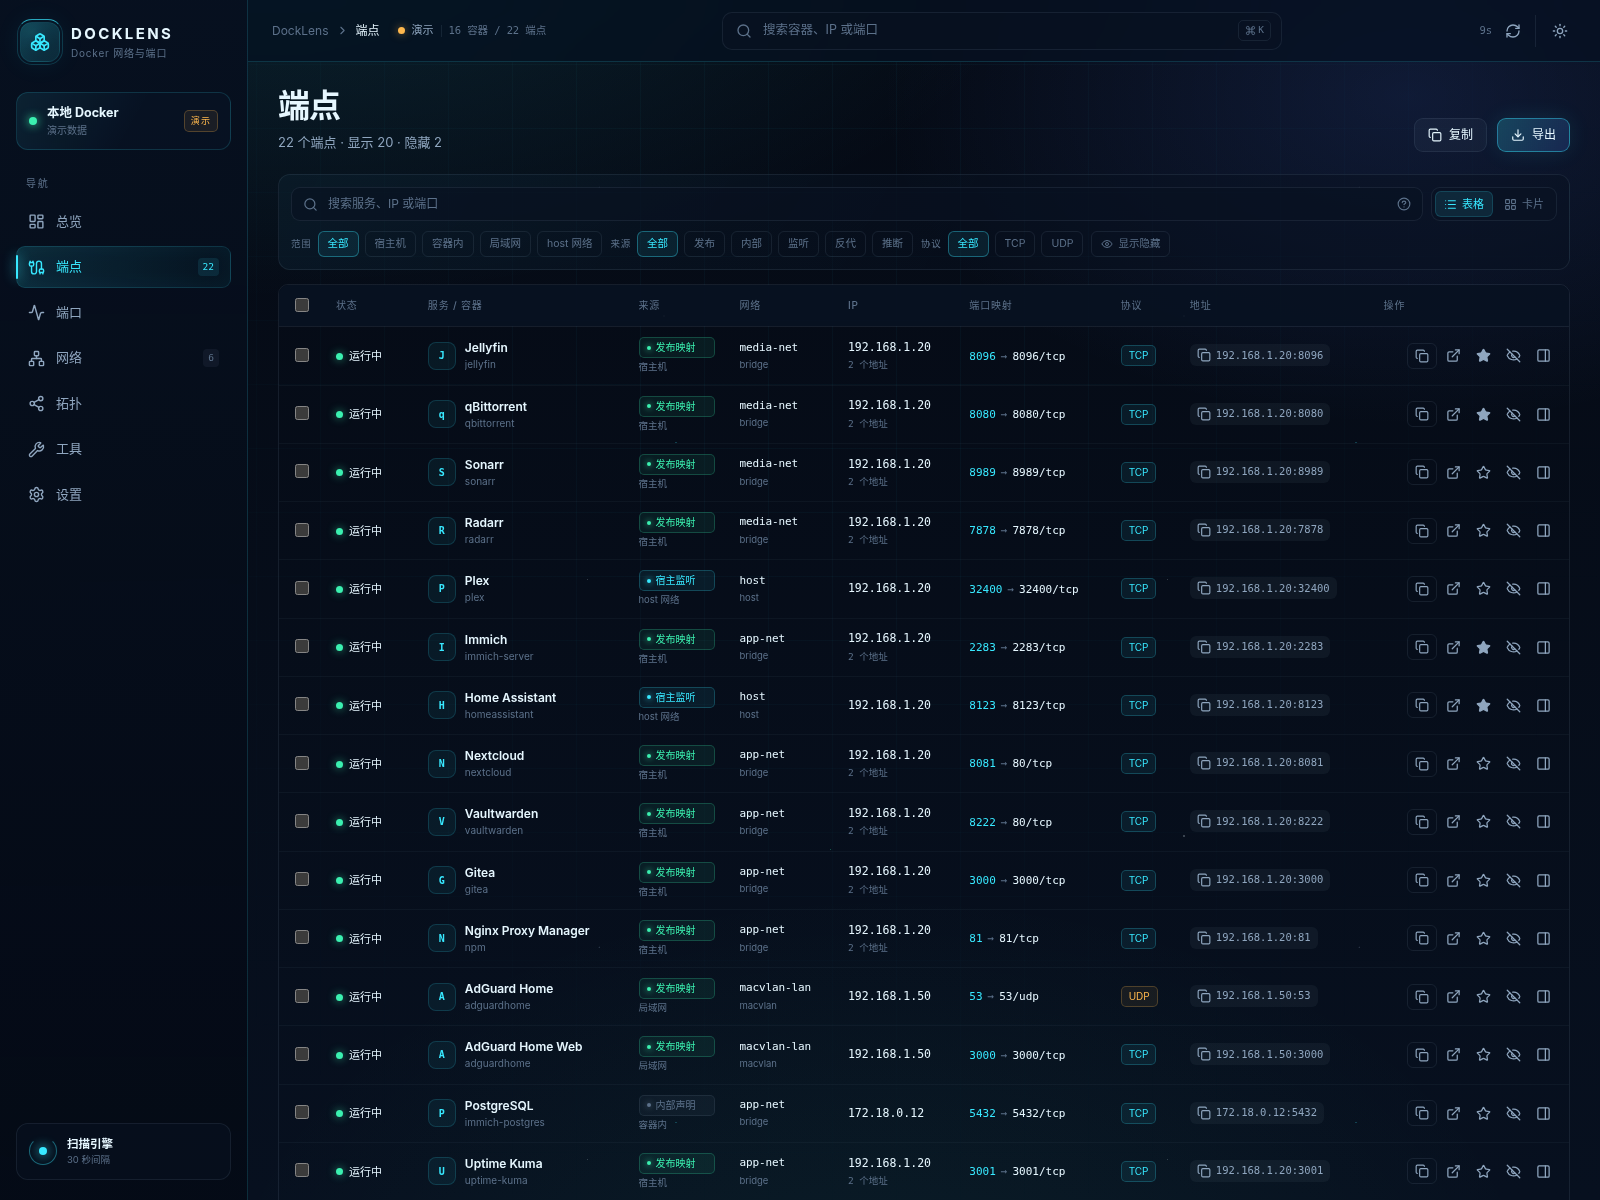 DOCKLENS
Docker 网络与端口
本地 Docker
演示数据
演示
导航
总览
端点
22
端口
网络
6
拓扑
工具
设置
扫描引擎
30 秒间隔
DockLens > 端点
演示
16 容器 / 22 端点
搜索容器、IP 或端口
⌘ K
9s
端点
22 个端点 · 显示 20 · 隐藏 2
复制
导出
搜索服务、IP 或端口
表格
卡片
范围 全部 宿主机 容器内 局域网 host 网络 来源 全部 发布 内部 监听 反代 推断 协议 全部 TCP UDP 显示隐藏
状态 服务 / 容器 来源 网络 IP 端口映射 协议 地址 操作
运行中 J Jellyfin 发布映射 media-net 192.168.1.20 8096 → 8096/tcp TCP 192.168.1.20:8096
jellyfin 宿主机 bridge 2 个地址
运行中 q qBittorrent 发布映射 media-net 192.168.1.20 8080 → 8080/tcp TCP 192.168.1.20:8080
qbittorrent 宿主机 bridge 2 个地址
运行中 S Sonarr 发布映射 media-net 192.168.1.20 8989 → 8989/tcp TCP 192.168.1.20:8989
sonarr 宿主机 bridge 2 个地址
运行中 R Radarr 发布映射 media-net 192.168.1.20 7878 → 7878/tcp TCP 192.168.1.20:7878
radarr 宿主机 bridge 2 个地址
运行中 P Plex 宿主监听 host 192.168.1.20 32400 → 32400/tcp TCP 192.168.1.20:32400
plex host 网络 host
运行中 I Immich 发布映射 app-net 192.168.1.20 2283 → 2283/tcp TCP 192.168.1.20:2283
immich-server 宿主机 bridge 2 个地址
运行中 H Home Assistant 宿主监听 host 192.168.1.20 8123 → 8123/tcp TCP 192.168.1.20:8123
homeassistant host 网络 host
运行中 N Nextcloud 发布映射 app-net 192.168.1.20 8081 → 80/tcp TCP 192.168.1.20:8081
nextcloud 宿主机 bridge 2 个地址
运行中 V Vaultwarden 发布映射 app-net 192.168.1.20 8222 → 80/tcp TCP 192.168.1.20:8222
vaultwarden 宿主机 bridge 2 个地址
运行中 G Gitea 发布映射 app-net 192.168.1.20 3000 → 3000/tcp TCP 192.168.1.20:3000
gitea 宿主机 bridge 2 个地址
运行中 N Nginx Proxy Manager 发布映射 app-net 192.168.1.20 81 → 81/tcp TCP 192.168.1.20:81
npm 宿主机 bridge 2 个地址
运行中 A AdGuard Home 发布映射 macvlan-lan 192.168.1.50 53 → 53/udp UDP 192.168.1.50:53
adguardhome 局域网 macvlan
运行中 A AdGuard Home Web 发布映射 macvlan-lan 192.168.1.50 3000 → 3000/tcp TCP 192.168.1.50:3000
adguardhome 局域网 macvlan
运行中 P PostgreSQL 内部声明 app-net 172.18.0.12 5432 → 5432/tcp TCP 172.18.0.12:5432
immich-postgres 容器内 bridge
运行中 U Uptime Kuma 发布映射 app-net 192.168.1.20 3001 → 3001/tcp TCP 192.168.1.20:3001
uptime-kuma 宿主机 bridge 2 个地址